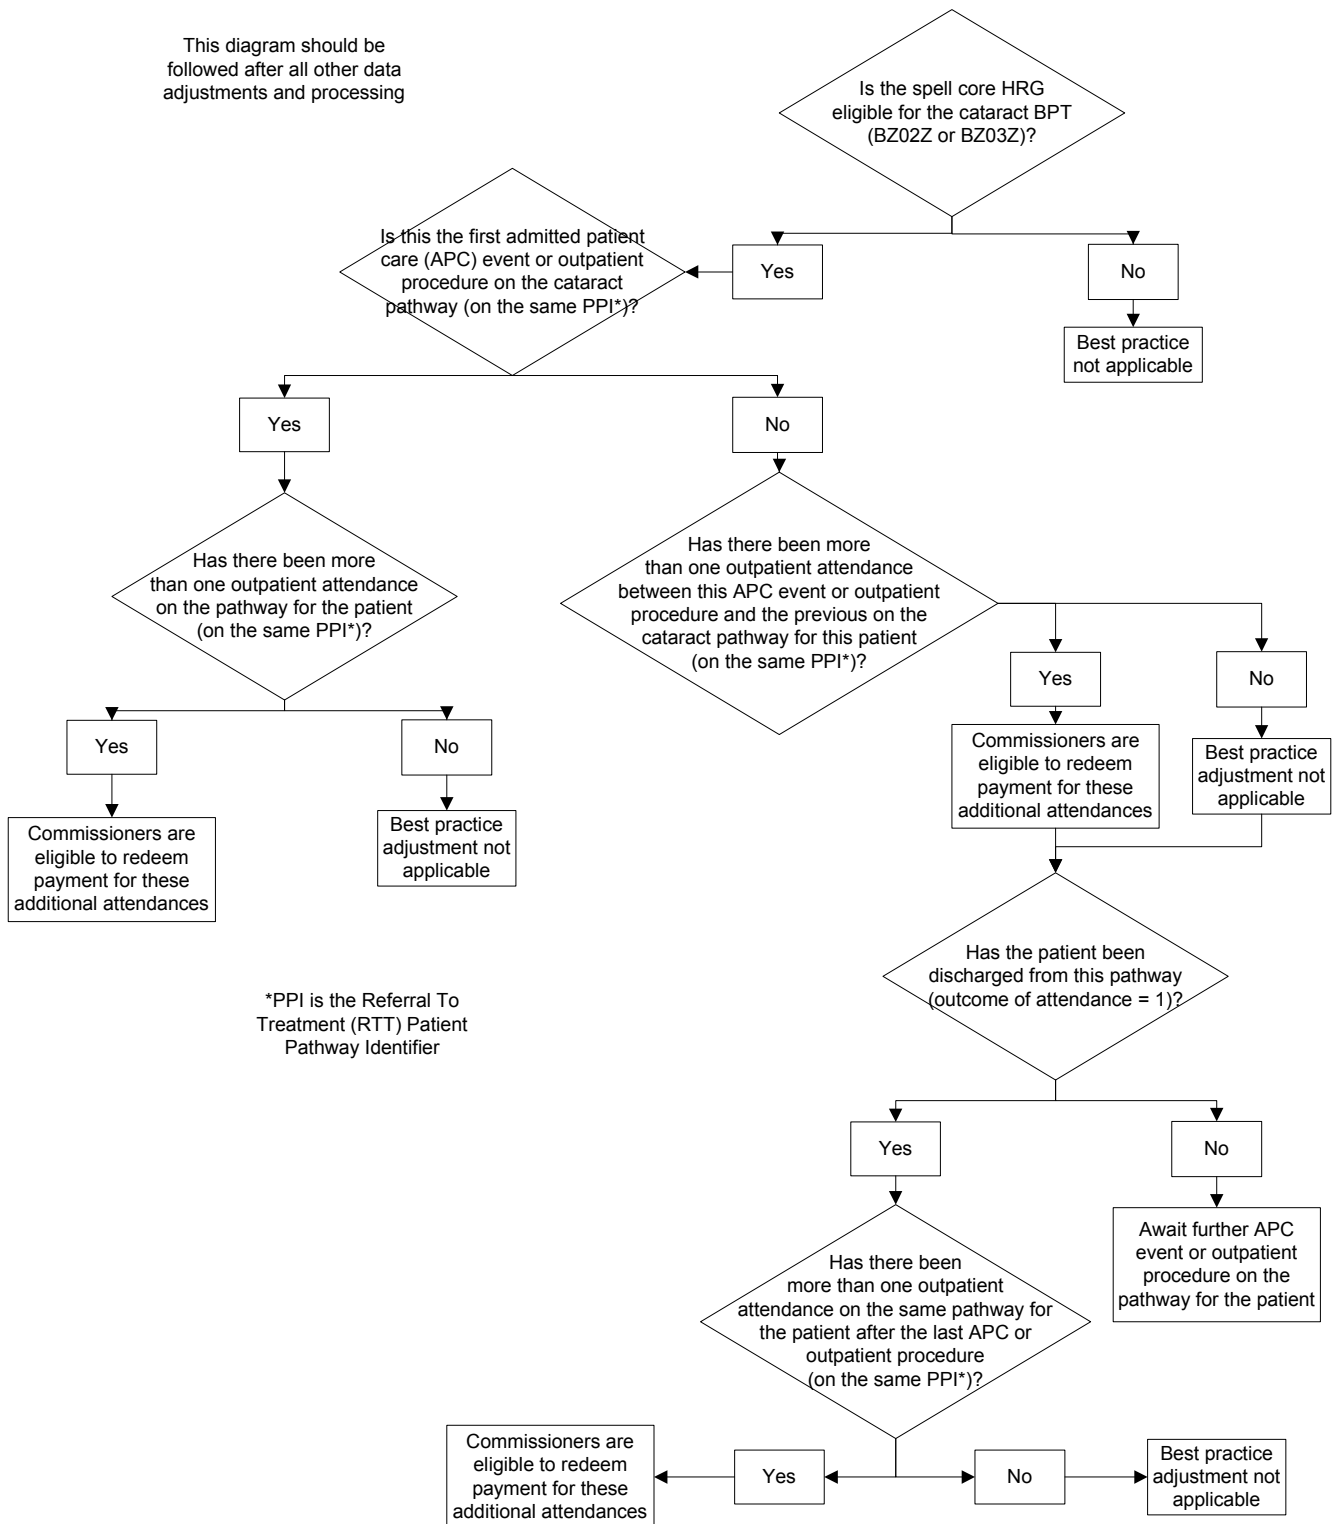 This diagram should be
followed after all other data
adjustments and processing
Is the spell core HRG
eligible for the cataract BPT
(BZ02Z or BZ03Z)?
Is this the first admitted patient
care (APC) event or outpatient
procedure on the cataract
pathway (on the same PPI*)?
Yes
No
Best practice
not applicable
Yes
No
Has there been more
than one outpatient attendance
on the pathway for the patient
(on the same PPI*)?
Has there been more
than one outpatient attendance
between this APC event or outpatient
procedure and the previous on the
cataract pathway for this patient
(on the same PPI*)?
Yes
No
Yes
No
Commissioners are
eligible to redeem
payment for these
additional attendances
Best practice
adjustment not
applicable
Commissioners are
eligible to redeem
payment for these
additional attendances
Best practice
adjustment not
applicable
Has the patient been
discharged from this pathway
(outcome of attendance = 1)?
*PPI is the Referral To
Treatment (RTT) Patient
Pathway Identifier
Yes
No
Has there been
more than one outpatient
attendance on the same pathway for
the patient after the last APC or
outpatient procedure
(on the same PPI*)?
Await further APC
event or outpatient
procedure on the
pathway for the patient
Commissioners are
eligible to redeem
payment for these
additional attendances
Yes
No
Best practice
adjustment not
applicable